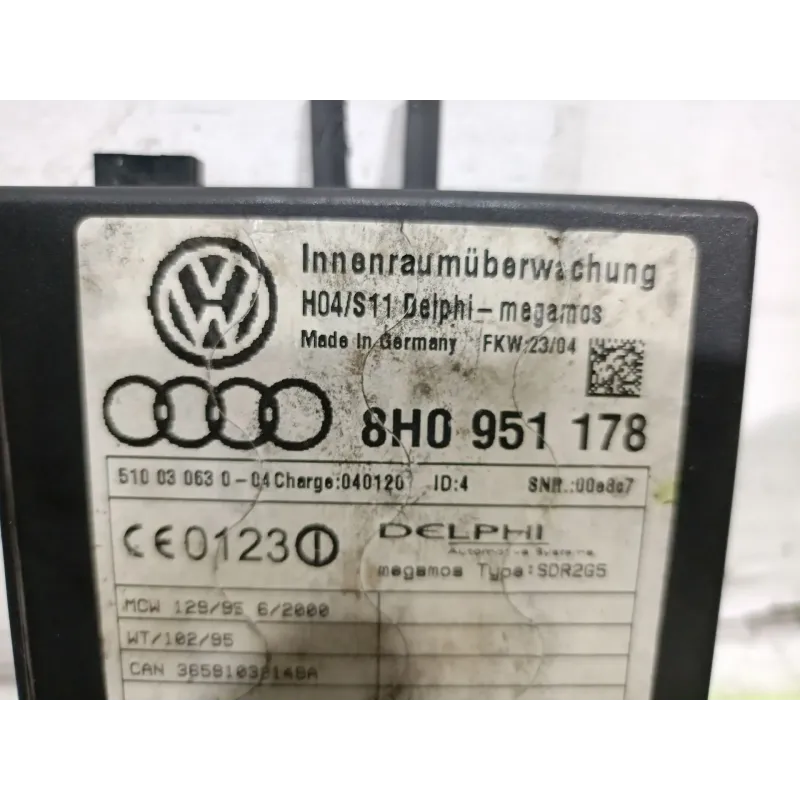 Innenraumüberwachung
H04/S11 Delphi-megamos
Made in Germany FKW:23/04
8H0 951 178
510 03 063 0-04 Charge:040120 ID:4 SNR.:00e8c7
CE0123
DELPHI
Automotive Systems
megamos Type:SDR2G5
MCW 129/95 6/2000
WT/102/95
CAN